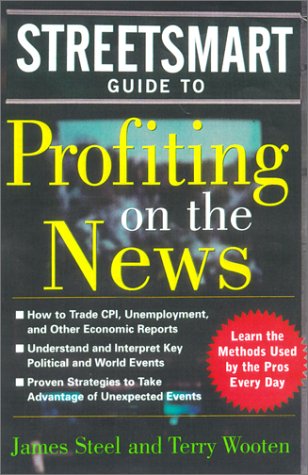 STREETSMART
GUIDE TO
Profiting
on the
News
■ How to Trade CPI, Unemployment,
and Other Economic Reports
■ Understand and Interpret Key
Political and World Events
■ Proven Strategies to Take
Advantage of Unexpected Events
Learn the
Methods Used
by the Pros
Every Day
James Steel and Terry Wooten